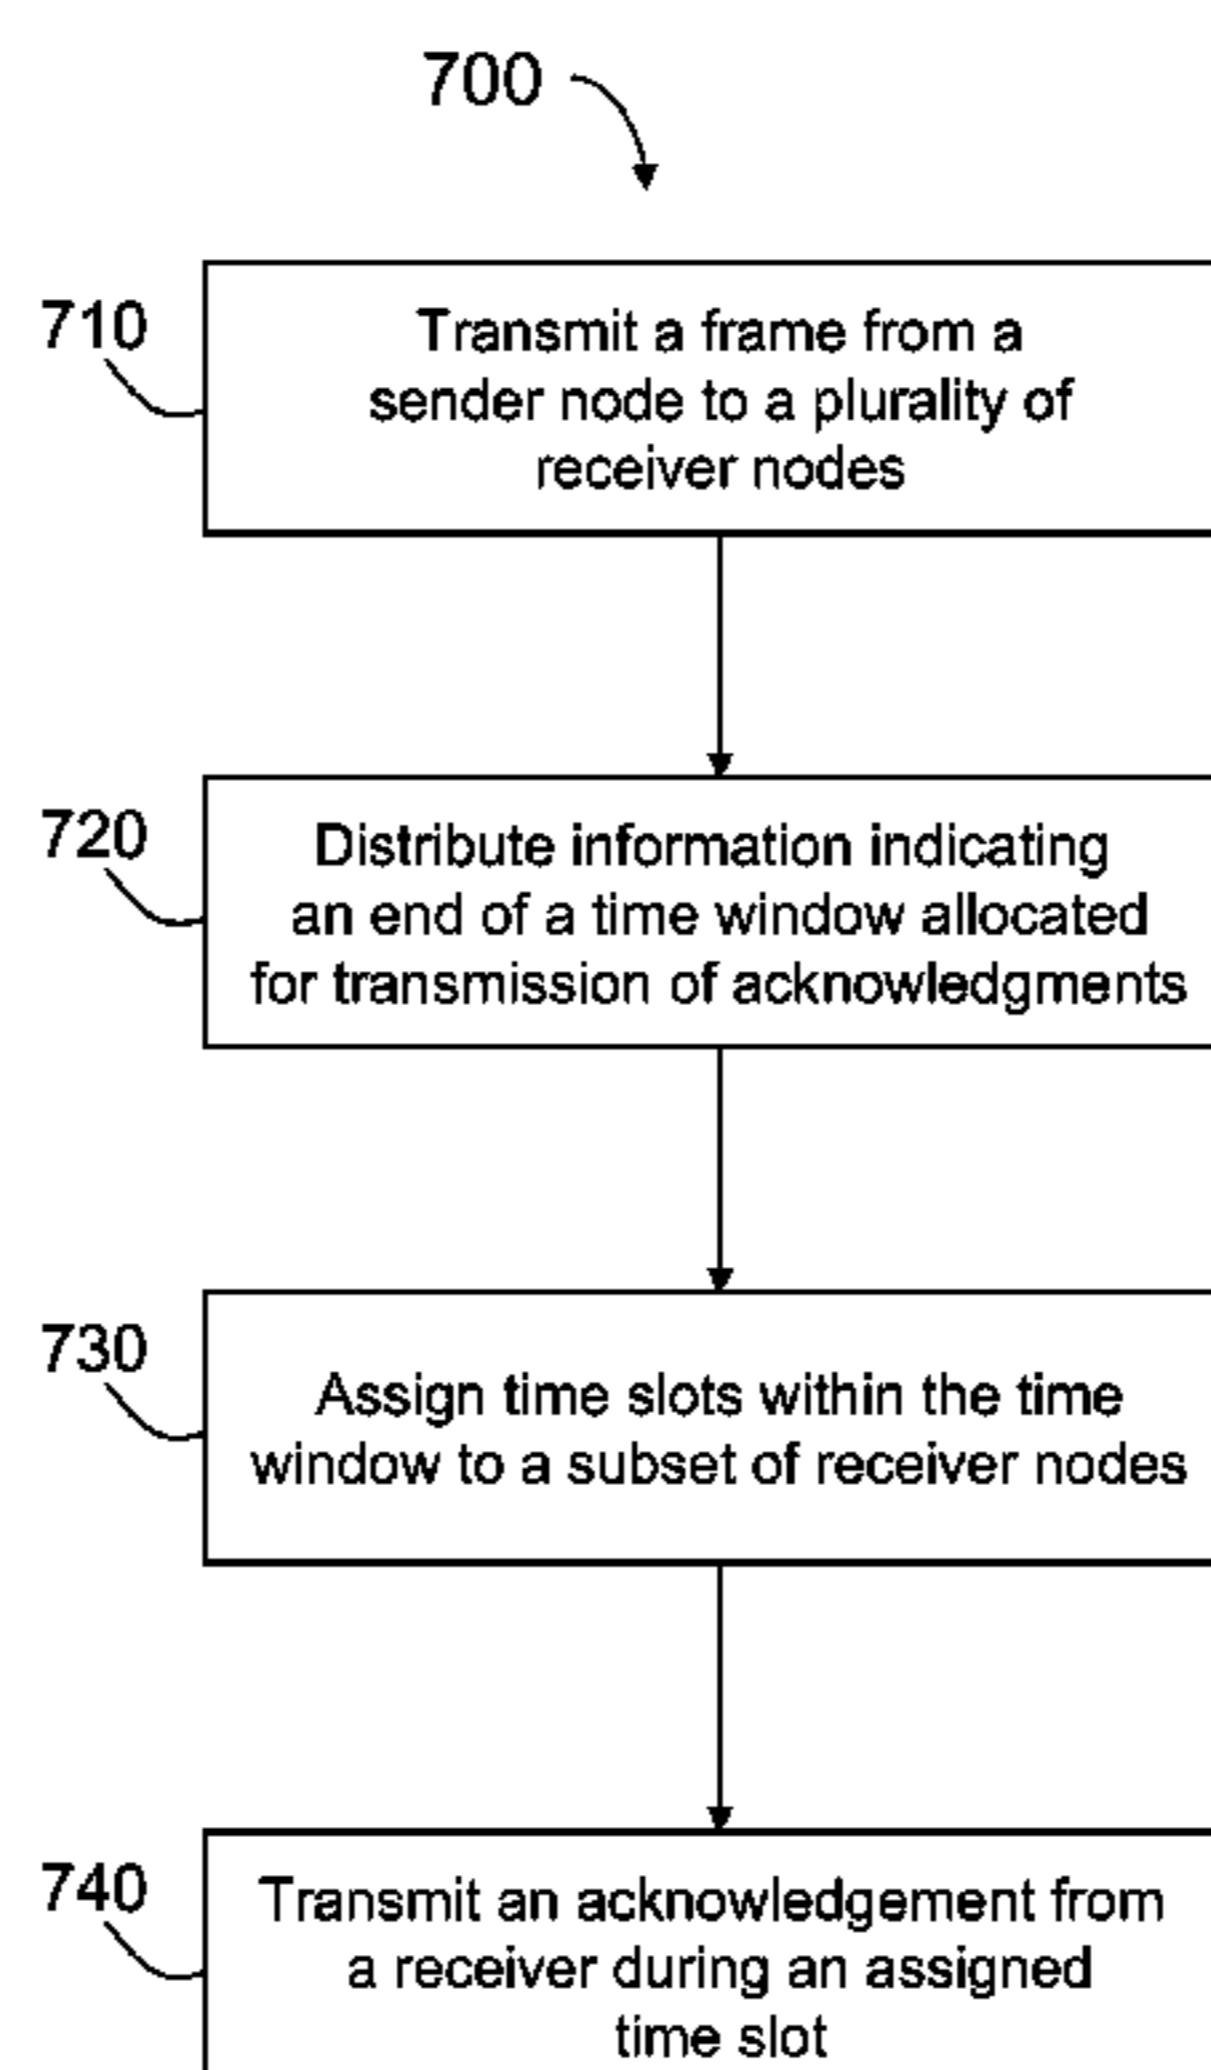 700
710
Transmit a frame from a
sender node to a plurality of
receiver nodes
720
Distribute information indicating
an end of a time window allocated
for transmission of acknowledgments
730
Assign time slots within the time
window to a subset of receiver nodes
740
Transmit an acknowledgement from
a receiver during an assigned
time slot